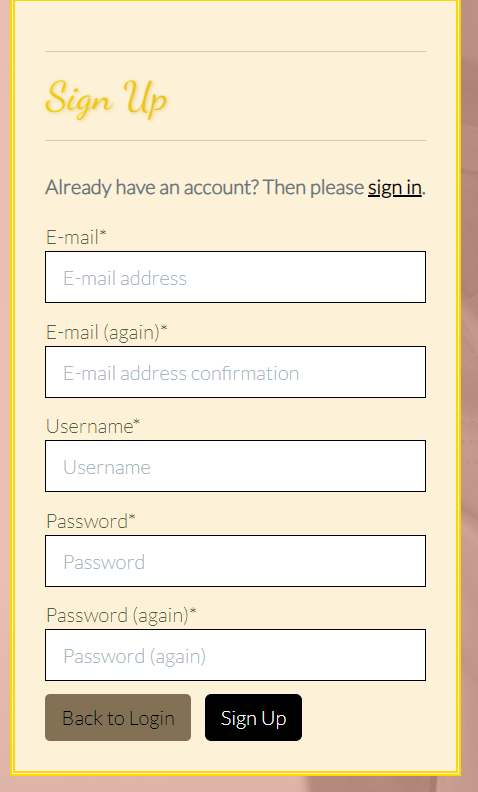 Sign Up
Already have an account? Then please sign in.
E-mail*
E-mail address
E-mail (again)*
E-mail address confirmation
Username*
Username
Password*
Password
Password (again)*
Password (again)
Back to Login Sign Up